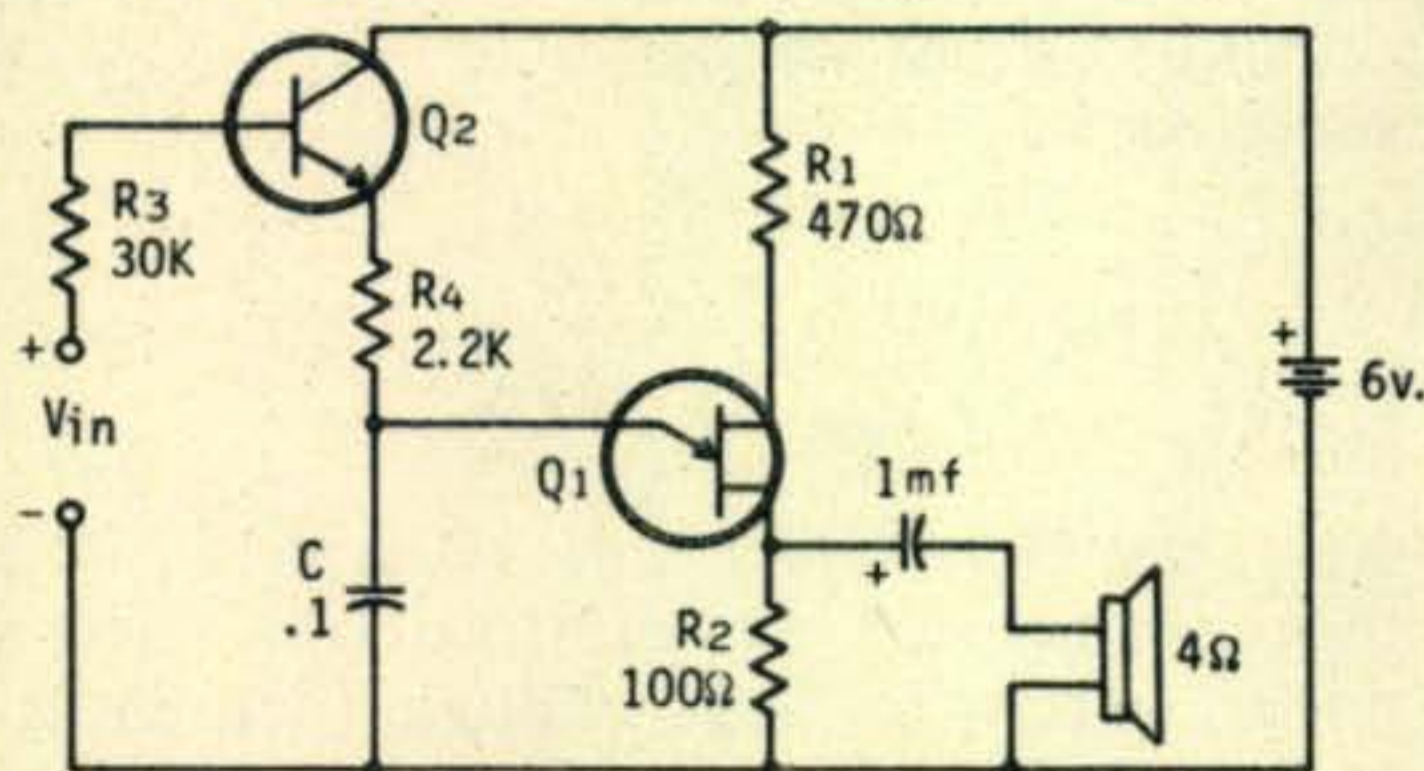 Q2
R3
30K
R1
470Ω
R4
2.2K
+
Vin
-
+
6v.
Q1
1mf
+
C
.1
R2
100Ω
4Ω